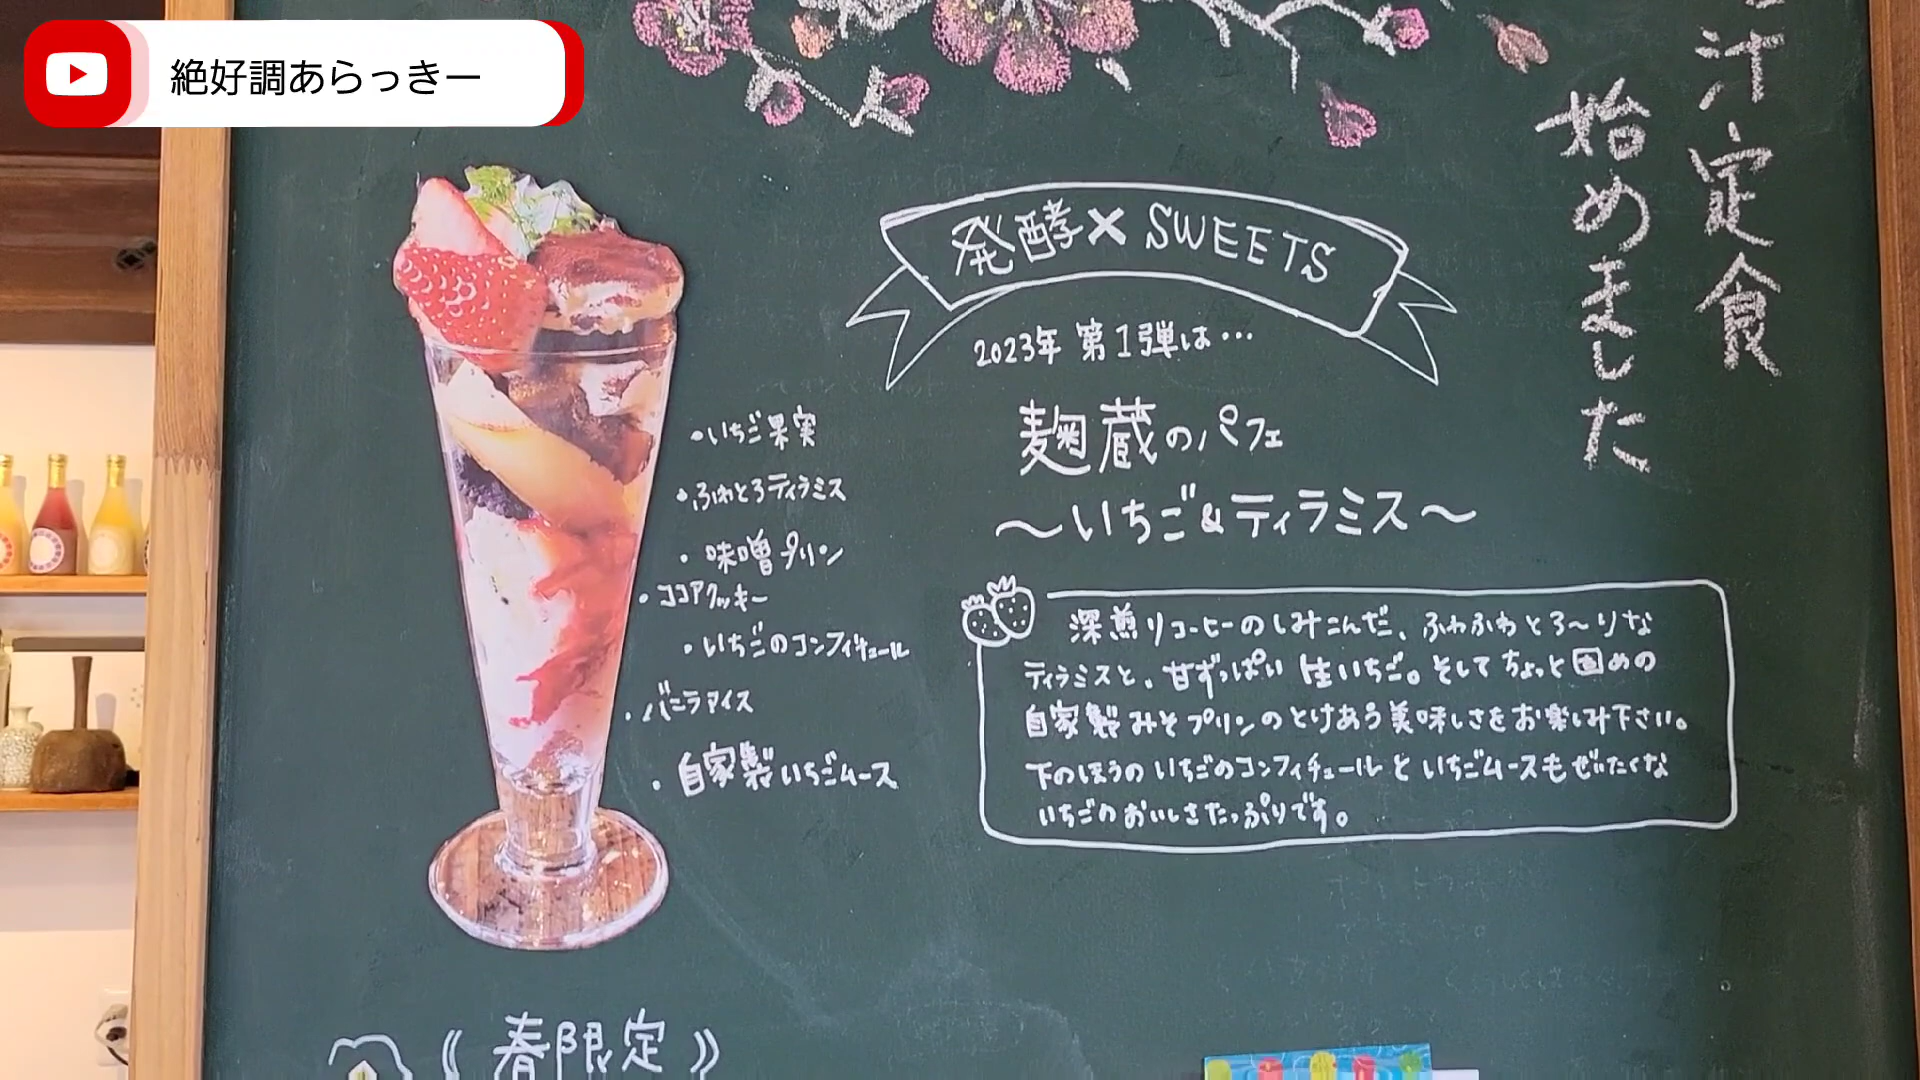 絶好調あらっきー
汁定食
始めました
発酵×SWEETS
2023年 第1弾は…
麹蔵のパフェ
〜いちご&ティラミス〜
・いちご果実
・ふわとろティラミス
・味噌プリン
・ココアクッキー
・いちごのコンフィチュール
・バニラアイス
・自家製いちごムース
深煎りコーヒーのしみこんだ、ふわふわとろ〜りな
ティラミスと、甘ずっぱい生いちご。そしてちょっと固めの
自家製みそプリンのとけあう美味しさをお楽しみ下さい。
下のほうのいちごのコンフィチュールといちごムースもぜいたくな
いちごのおいしさたっぷりです。
《春限定》